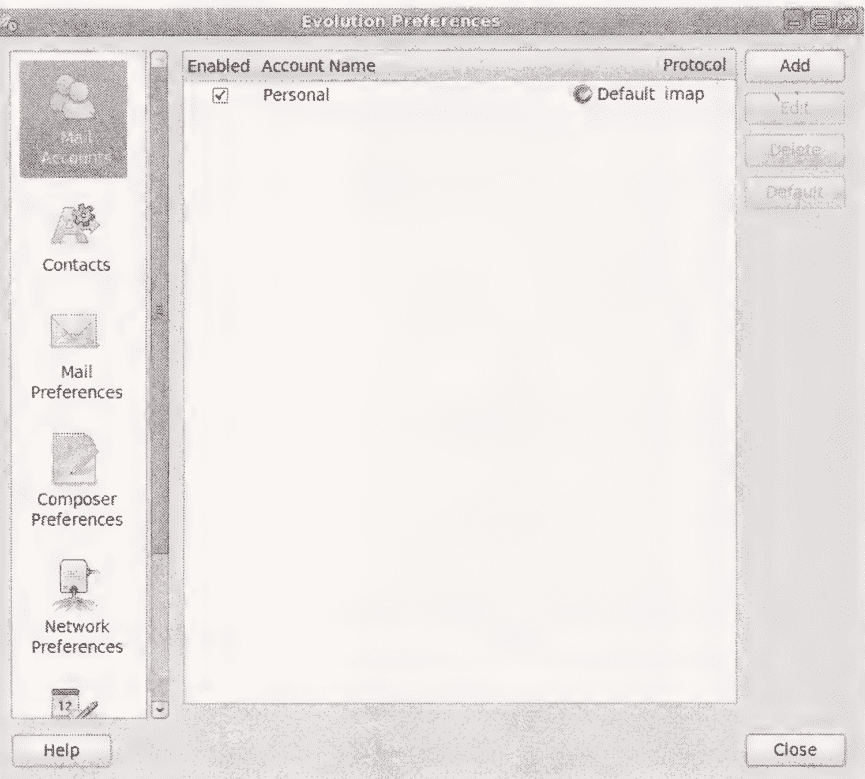 Evolution Preferences
Enabled Account Name Protocol
Personal Default imap
Add
Edit
Delete
Default
Mail
Accounts
Contacts
Mail
Preferences
Composer
Preferences
Network
Preferences
12
Help
Close